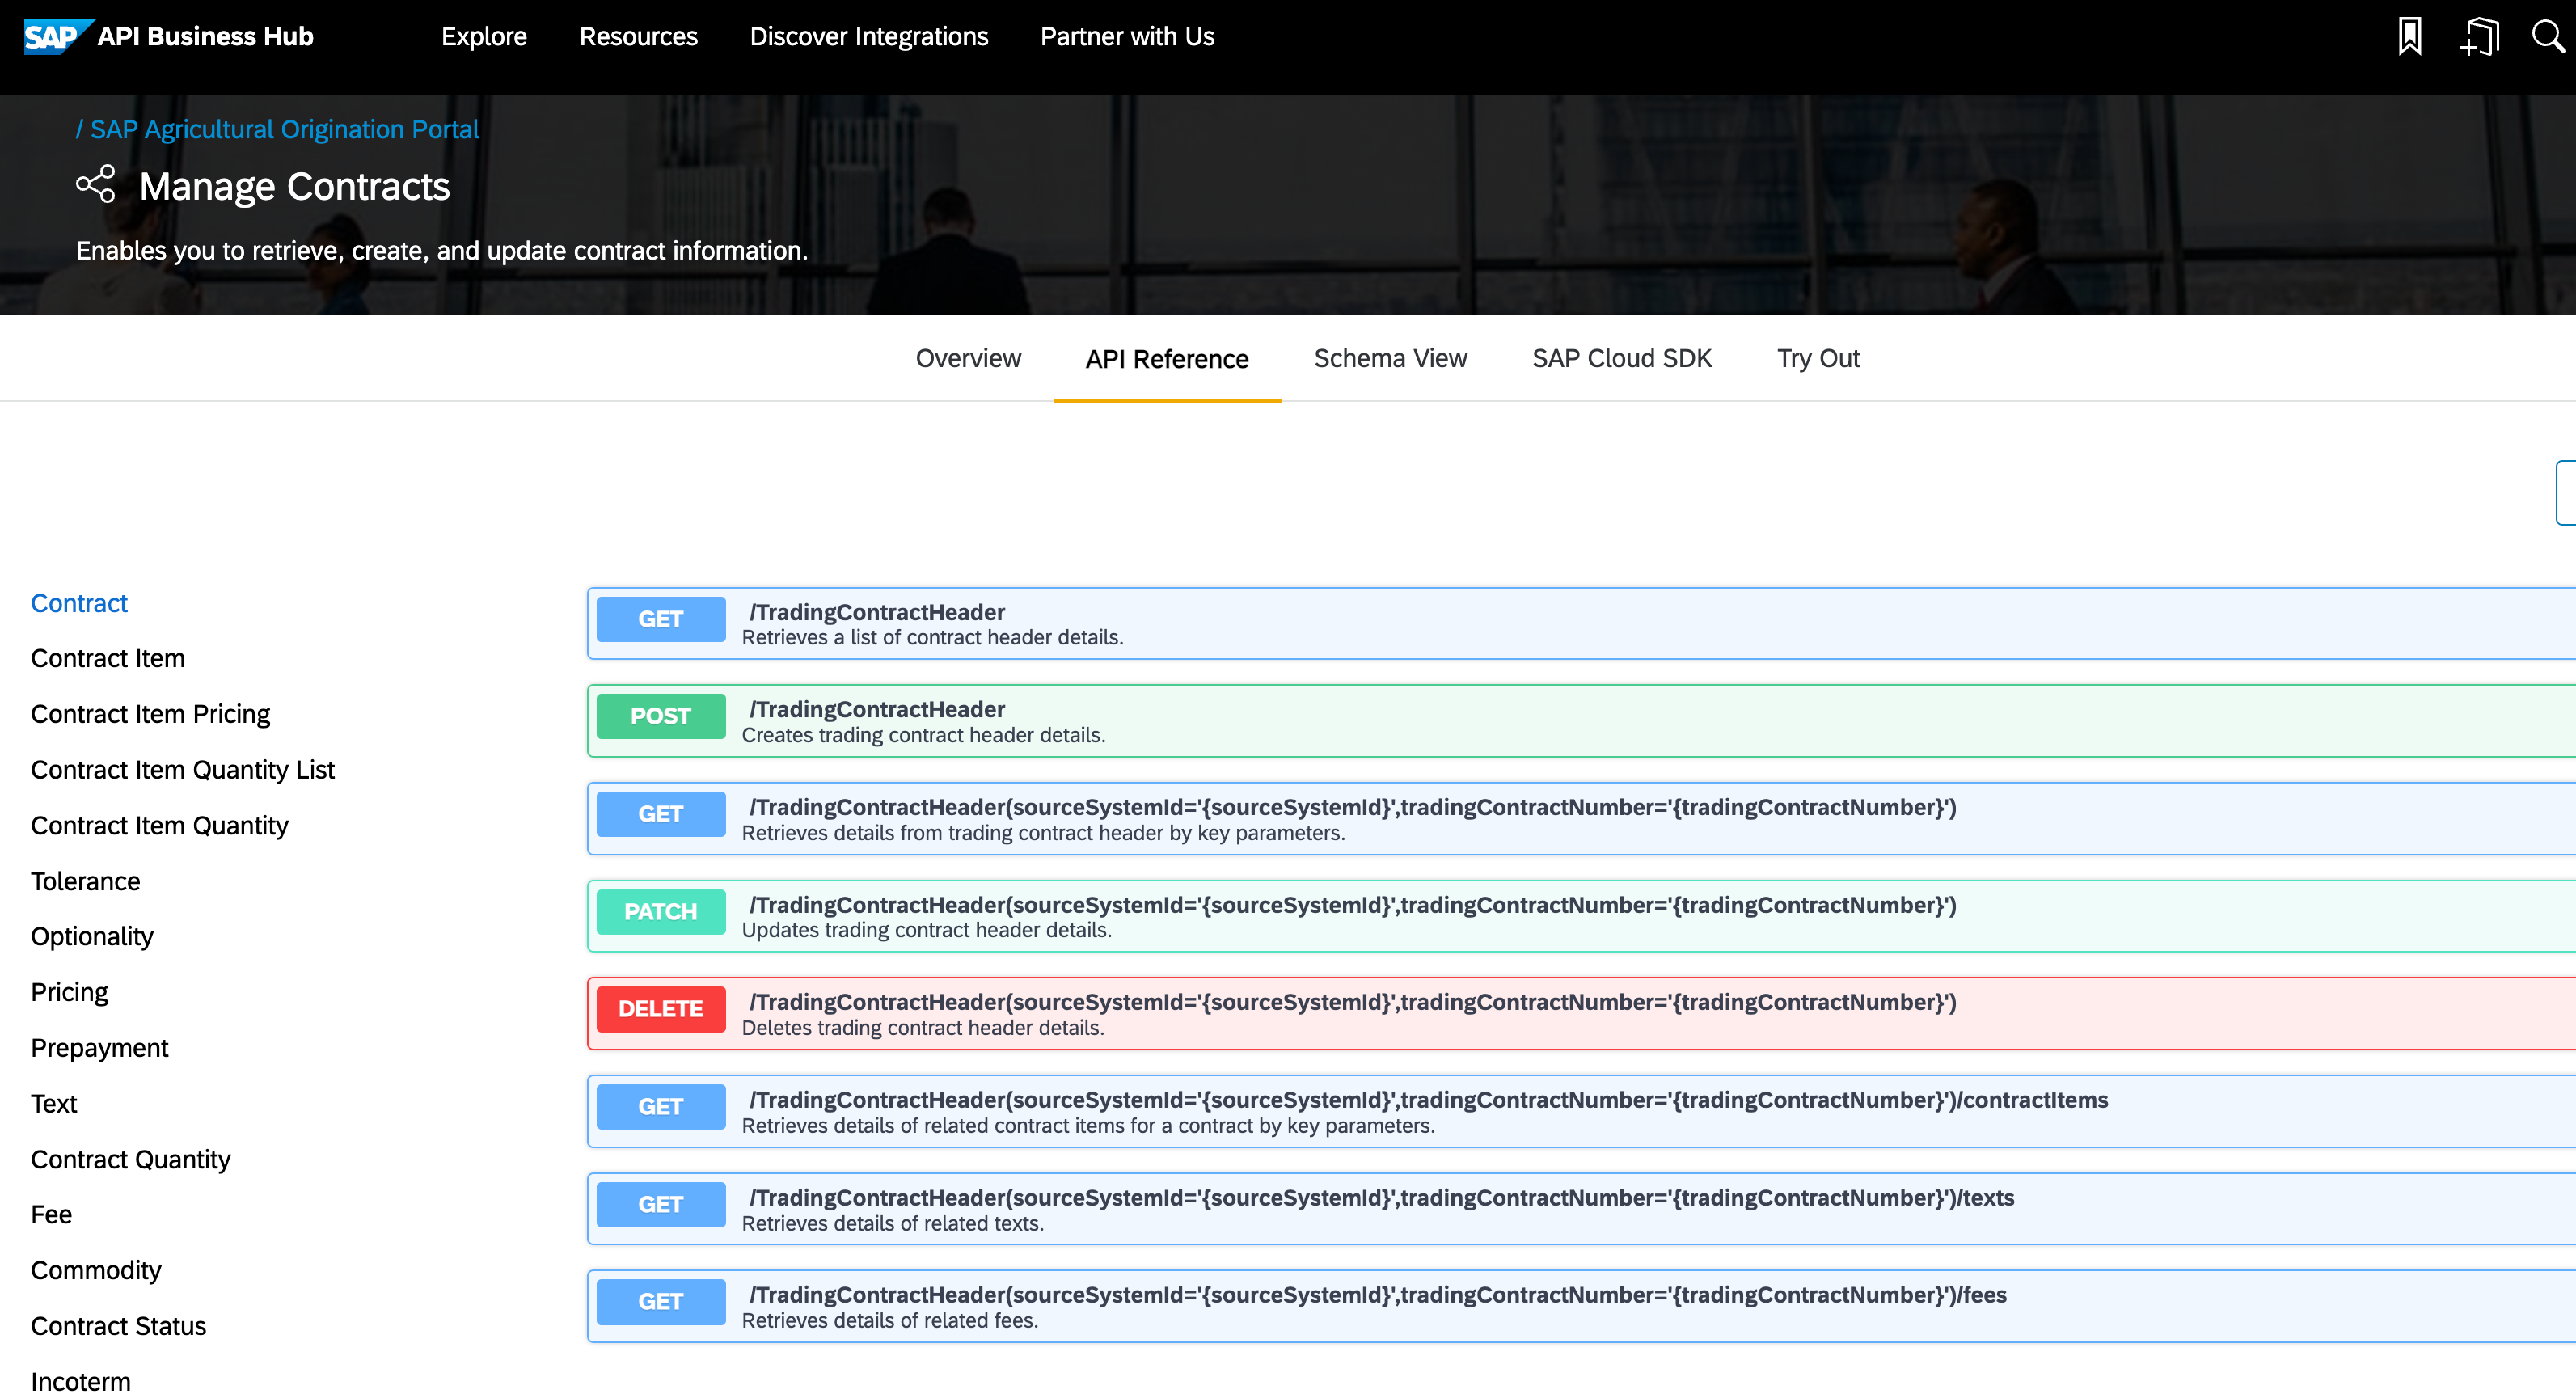 SAP API Business Hub
Explore
Resources
Discover Integrations
Partner with Us
/ SAP Agricultural Origination Portal
Manage Contracts
Enables you to retrieve, create, and update contract information.
Overview
API Reference
Schema View
SAP Cloud SDK
Try Out
Contract
Contract Item
Contract Item Pricing
Contract Item Quantity List
Contract Item Quantity
Tolerance
Optionality
Pricing
Prepayment
Text
Contract Quantity
Fee
Commodity
Contract Status
Incoterm
GET /TradingContractHeader
Retrieves a list of contract header details.
POST /TradingContractHeader
Creates trading contract header details.
GET /TradingContractHeader(sourceSystemId='{sourceSystemId}',tradingContractNumber='{tradingContractNumber}')
Retrieves details from trading contract header by key parameters.
PATCH /TradingContractHeader(sourceSystemId='{sourceSystemId}',tradingContractNumber='{tradingContractNumber}')
Updates trading contract header details.
DELETE /TradingContractHeader(sourceSystemId='{sourceSystemId}',tradingContractNumber='{tradingContractNumber}')
Deletes trading contract header details.
GET /TradingContractHeader(sourceSystemId='{sourceSystemId}',tradingContractNumber='{tradingContractNumber}')/contractItems
Retrieves details of related contract items for a contract by key parameters.
GET /TradingContractHeader(sourceSystemId='{sourceSystemId}',tradingContractNumber='{tradingContractNumber}')/texts
Retrieves details of related texts.
GET /TradingContractHeader(sourceSystemId='{sourceSystemId}',tradingContractNumber='{tradingContractNumber}')/fees
Retrieves details of related fees.